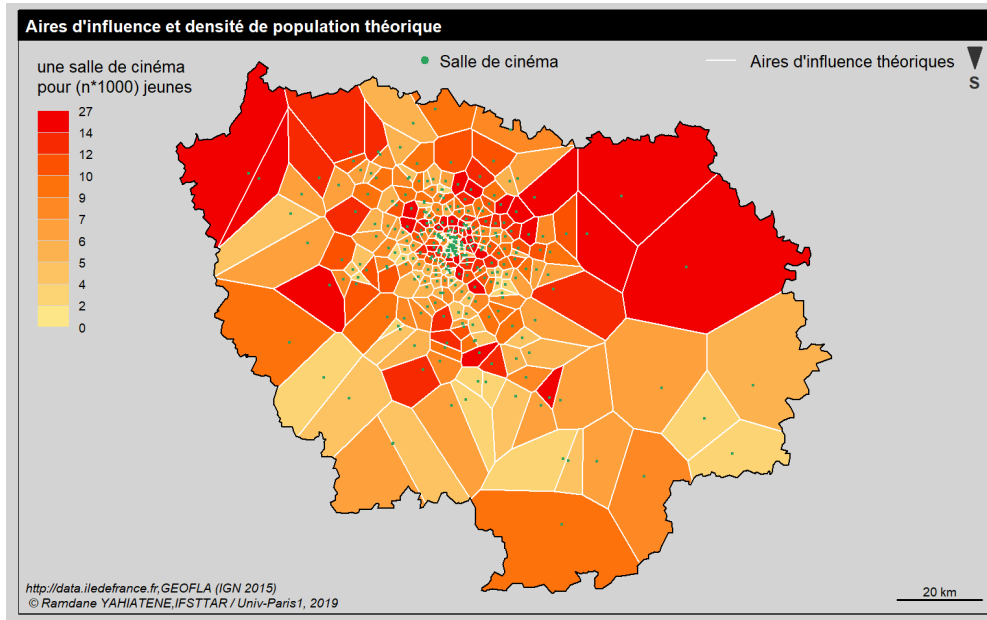 Aires d'influence et densité de population théorique
une salle de cinéma
pour (n*1000) jeunes
Salle de cinéma
Aires d'influence théoriques
S
27
14
12
10
9
7
6
5
4
2
0
http://data.iledefrance.fr,GEOFLA (IGN 2015)
© Ramdane YAHIATENE,IFSTTAR / Univ-Paris1, 2019
20 km